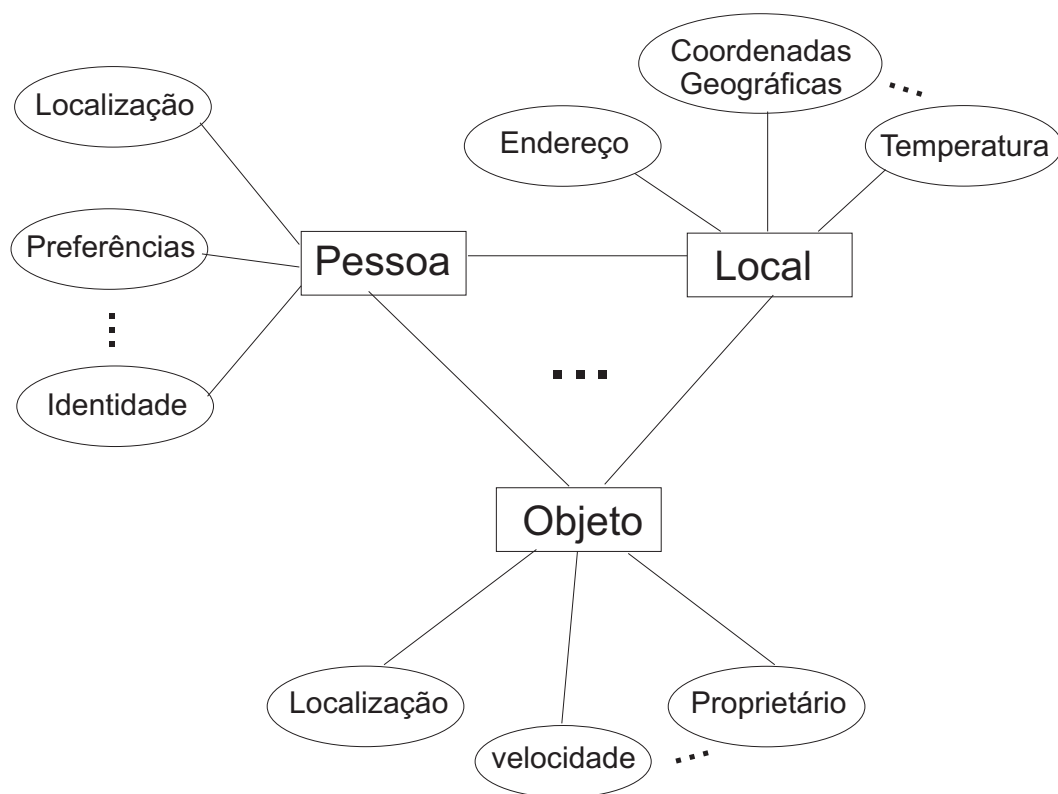 Coordenadas
Geográficas
Localização
Endereço
Temperatura
Preferências
Pessoa
Local
Identidade
Objeto
Localização
Proprietário
velocidade